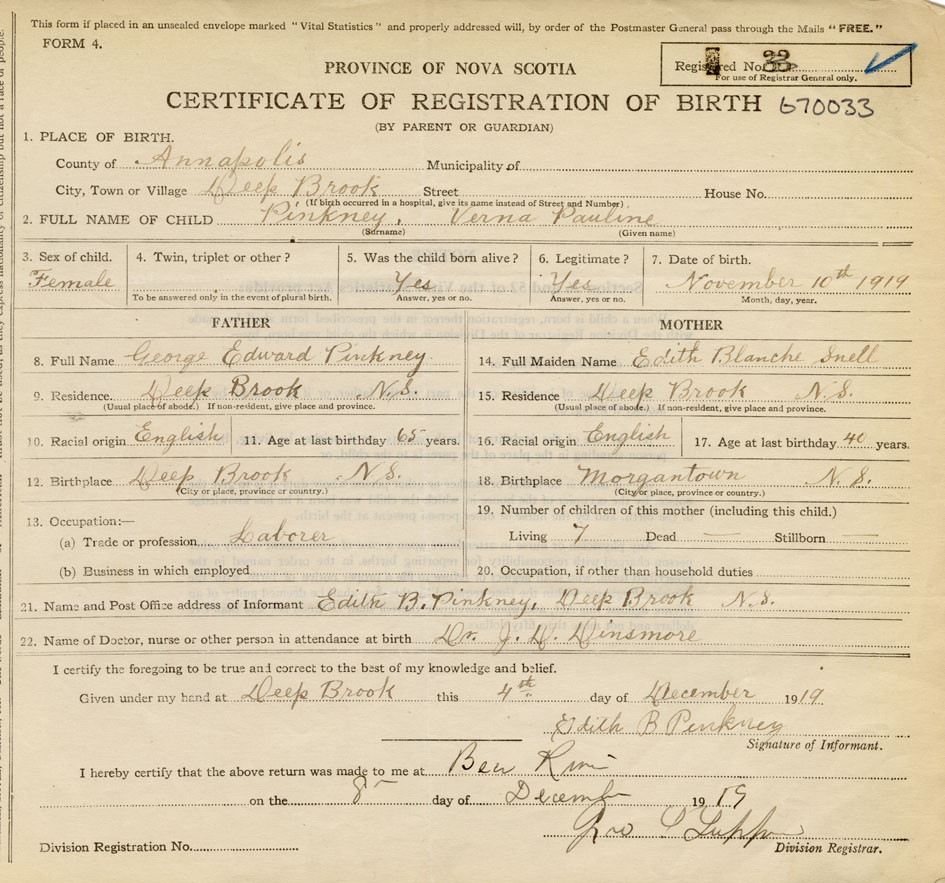 This form if placed in an unsealed envelope marked "Vital Statistics" and properly addressed will, by order of the Postmaster General pass through the Mails "FREE."
FORM 4.
Registered No. 33
For use of Registrar General only.
PROVINCE OF NOVA SCOTIA
CERTIFICATE OF REGISTRATION OF BIRTH 670033
(BY PARENT OR GUARDIAN)
1. PLACE OF BIRTH.
County of Annapolis Municipality of
City, Town or Village Deep Brook Street House No.
(If birth occurred in a hospital, give its name instead of Street and Number)
2. FULL NAME OF CHILD Pinkney, Verna Pauline
(Surname) (Given name)
3. Sex of child. 4. Twin, triplet or other? 5. Was the child born alive? 6. Legitimate? 7. Date of birth.
Female Yes Yes November 10th 1919
To be answered only in the event of plural birth. Answer, yes or no. Answer, yes or no. Month, day, year.
FATHER MOTHER
8. Full Name George Edward Pinkney 14. Full Maiden Name Edith Blanche Snell
9. Residence. Deep Brook N.S. 15. Residence Deep Brook N.S.
(Usual place of abode.) If non-resident, give place and province. (Usual place of abode.) If non-resident, give place and province.
10. Racial origin English 11. Age at last birthday 65 years. 16. Racial origin English 17. Age at last birthday 40 years.
12. Birthplace Deep Brook N.S. 18. Birthplace Morgantown N.S.
(City or place, province or country.) (City or place, province or country.)
13. Occupation:— 19. Number of children of this mother (including this child.)
(a) Trade or profession Laborer Living 7 Dead — Stillborn —
(b) Business in which employed 20. Occupation, if other than household duties
21. Name and Post Office address of Informant Edith B. Pinkney, Deep Brook N.S.
22. Name of Doctor, nurse or other person in attendance at birth Dr. J. D. Dinsmore
I certify the foregoing to be true and correct to the best of my knowledge and belief.
Given under my hand at Deep Brook this 4th day of December 1919
Edith B Pinkney
Signature of Informant.
I hereby certify that the above return was made to me at Bear River
on the 8 day of December 1919
Division Registration No. Division Registrar.